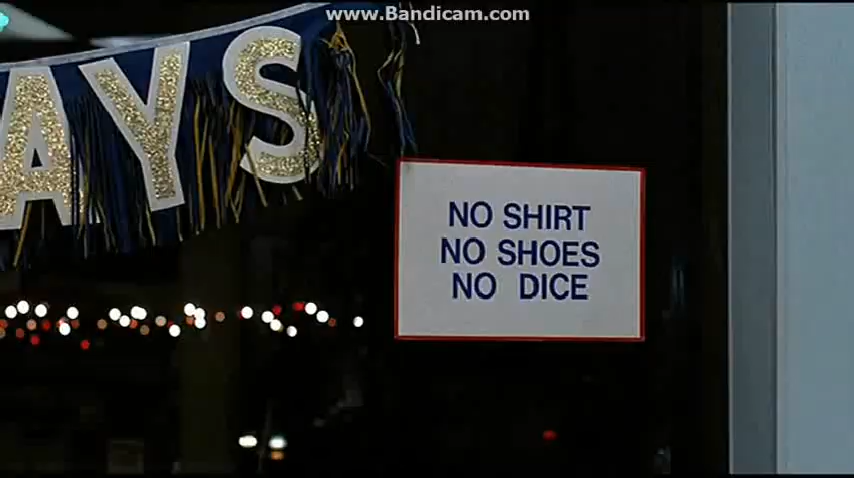 www.Bandicam.com
AYS
NO SHIRT
NO SHOES
NO DICE